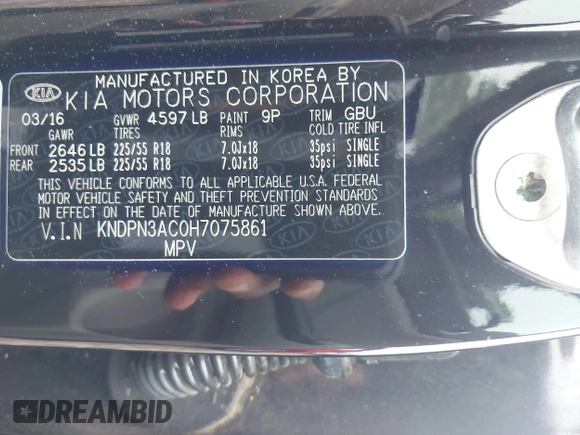 MANUFACTURED IN KOREA BY
KIA KIA MOTORS CORPORATION
03/16 GVWR 4597 LB PAINT 9P TRIM GBU
GAWR TIRES RIMS COLD TIRE INFL
FRONT 2646 LB 225/55 R18 7.0J×18 35psi SINGLE
REAR 2535 LB 225/55 R18 7.0J×18 35psi SINGLE
THIS VEHICLE CONFORMS TO ALL APPLICABLE U.S.A. FEDERAL
MOTOR VEHICLE SAFETY AND THEFT PREVENTION STANDARDS
IN EFFECT ON THE DATE OF MANUFACTURE SHOWN ABOVE.
V.I.N KNDPN3AC0H7075861
MPV
DREAMBID